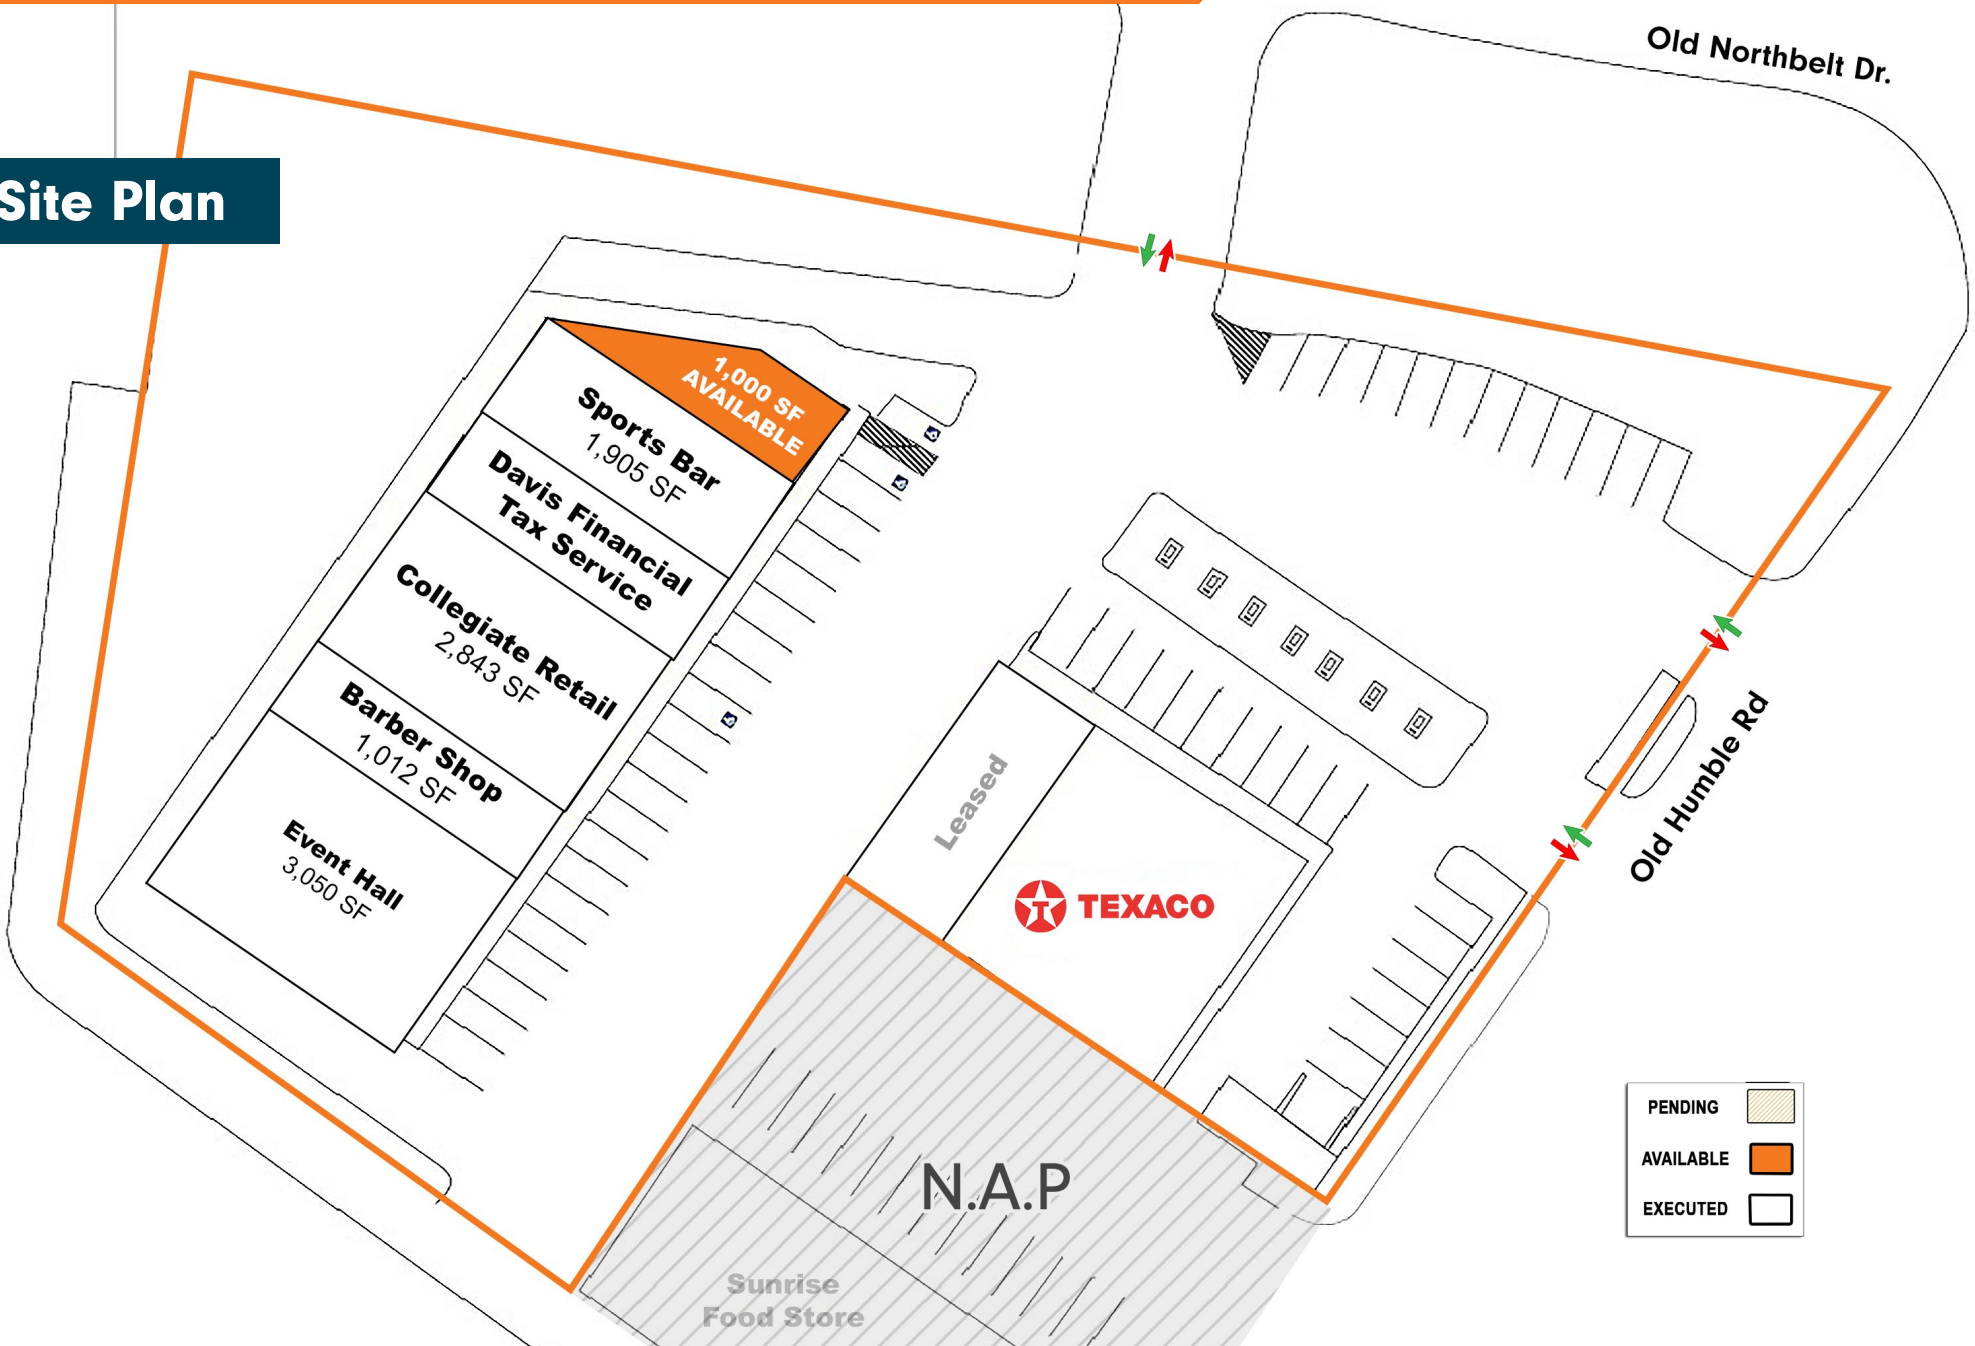 Old Northbelt Dr.
Site Plan
1,000 SF
AVAILABLE
Sports Bar
1,905 SF
Davis Financial
Tax Service
Collegiate Retail
2,843 SF
Barber Shop
1,012 SF
Event Hall
3,050 SF
Leased
TEXACO
Old Humble Rd
N.A.P
Sunrise
Food Store
PENDING
AVAILABLE
EXECUTED